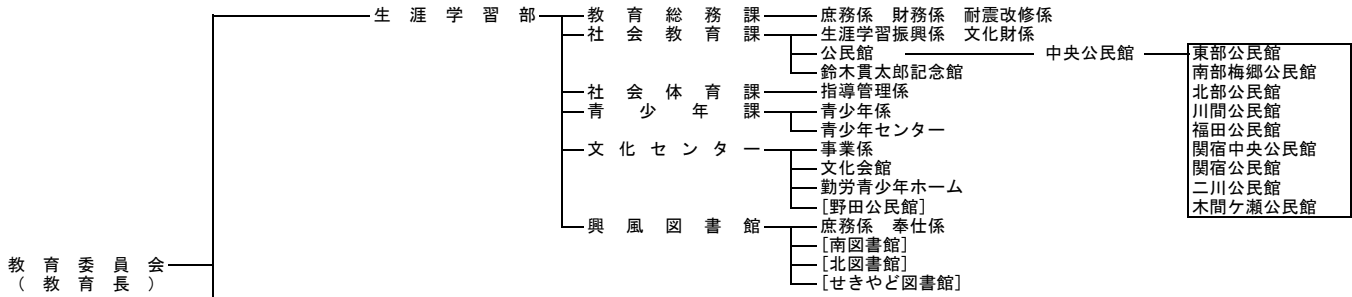 生涯学習部 教育総務課 庶務係 財務係 耐震改修係
社会教育課 生涯学習振興係 文化財係
公民館 中央公民館 東部公民館
鈴木貫太郎記念館 南部梅郷公民館
社会体育課 指導管理係 北部公民館
青少年課 青少年係 川間公民館
青少年センター 福田公民館
文化センター 事業係 関宿中央公民館
文化会館 関宿公民館
勤労青少年ホーム 二川公民館
[野田公民館] 木間ケ瀬公民館
興風図書館 庶務係 奉仕係
[南図書館]
教育委員会 [北図書館]
(教育長) [せきやど図書館]